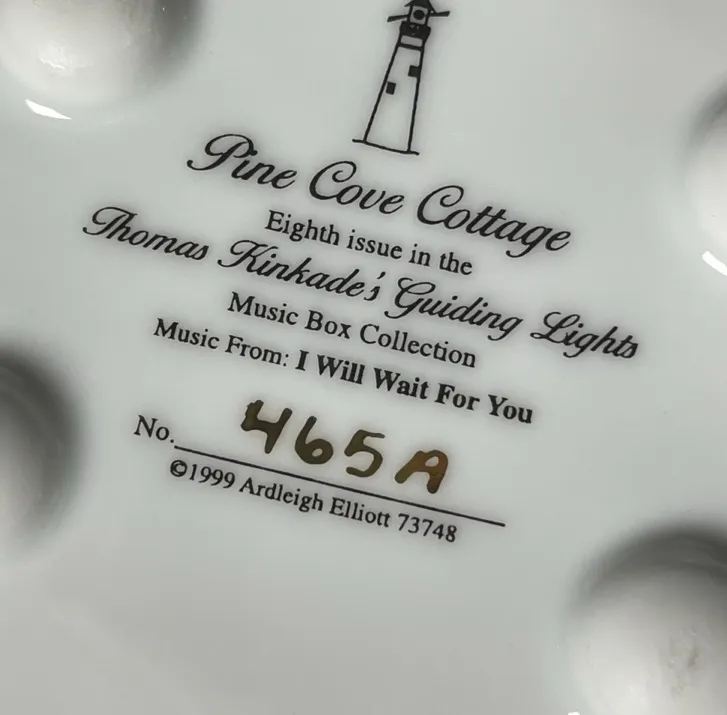 Pine Cove Cottage
Eighth issue in the
Thomas Kinkade's Guiding Lights
Music Box Collection
Music From: I Will Wait For You
No. 465A
©1999 Ardleigh Elliott 73748